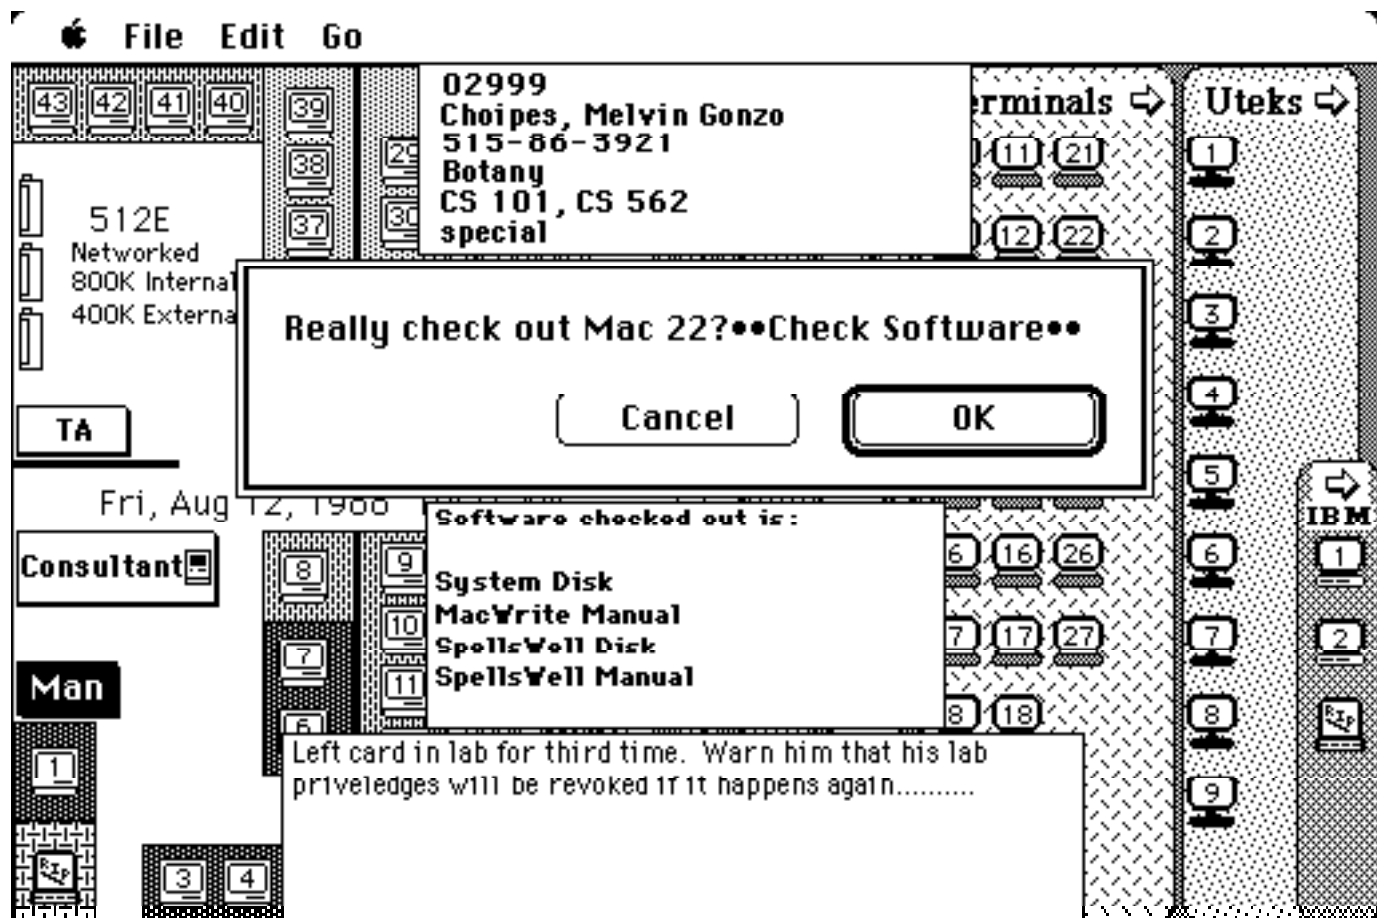 File Edit Go
43 42 41 40
39
38
37
29
30
02999
Choipes, Melvin Gonzo
515-86-3921
Botany
CS 101, CS 562
special
erminals
11 21
12 22
Uteks
1
2
3
4
5
6
7
8
9
512E
Networked
800K Internal
400K Externa
Really check out Mac 22?••Check Software••
Cancel OK
TA
Fri, Aug 12, 1988
Consultant
Man
8
7
6
9
10
11
Software checked out is:
System Disk
MacWrite Manual
SpellsWell Disk
SpellsWell Manual
6 16 26
7 17 27
8 18
IBM
1
2
RIP
Left card in lab for third time. Warn him that his lab
priveledges will be revoked if it happens again..........
1
RIP
3 4